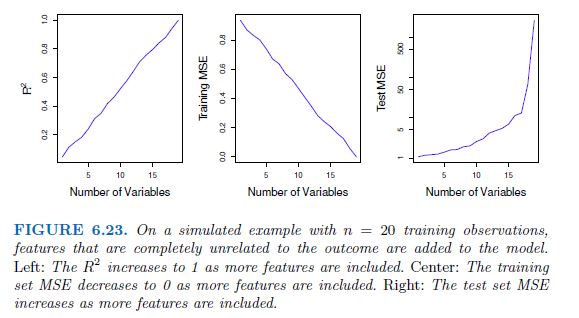 1.0
0.8
0.6
0.4
0.2
R²
5 10 15
Number of Variables
0.8
0.6
0.4
0.2
0.0
Training MSE
5 10 15
Number of Variables
500
50
5
1
Test MSE
5 10 15
Number of Variables
FIGURE 6.23. On a simulated example with n = 20 training observations,
features that are completely unrelated to the outcome are added to the model.
Left: The R² increases to 1 as more features are included. Center: The training
set MSE decreases to 0 as more features are included. Right: The test set MSE
increases as more features are included.